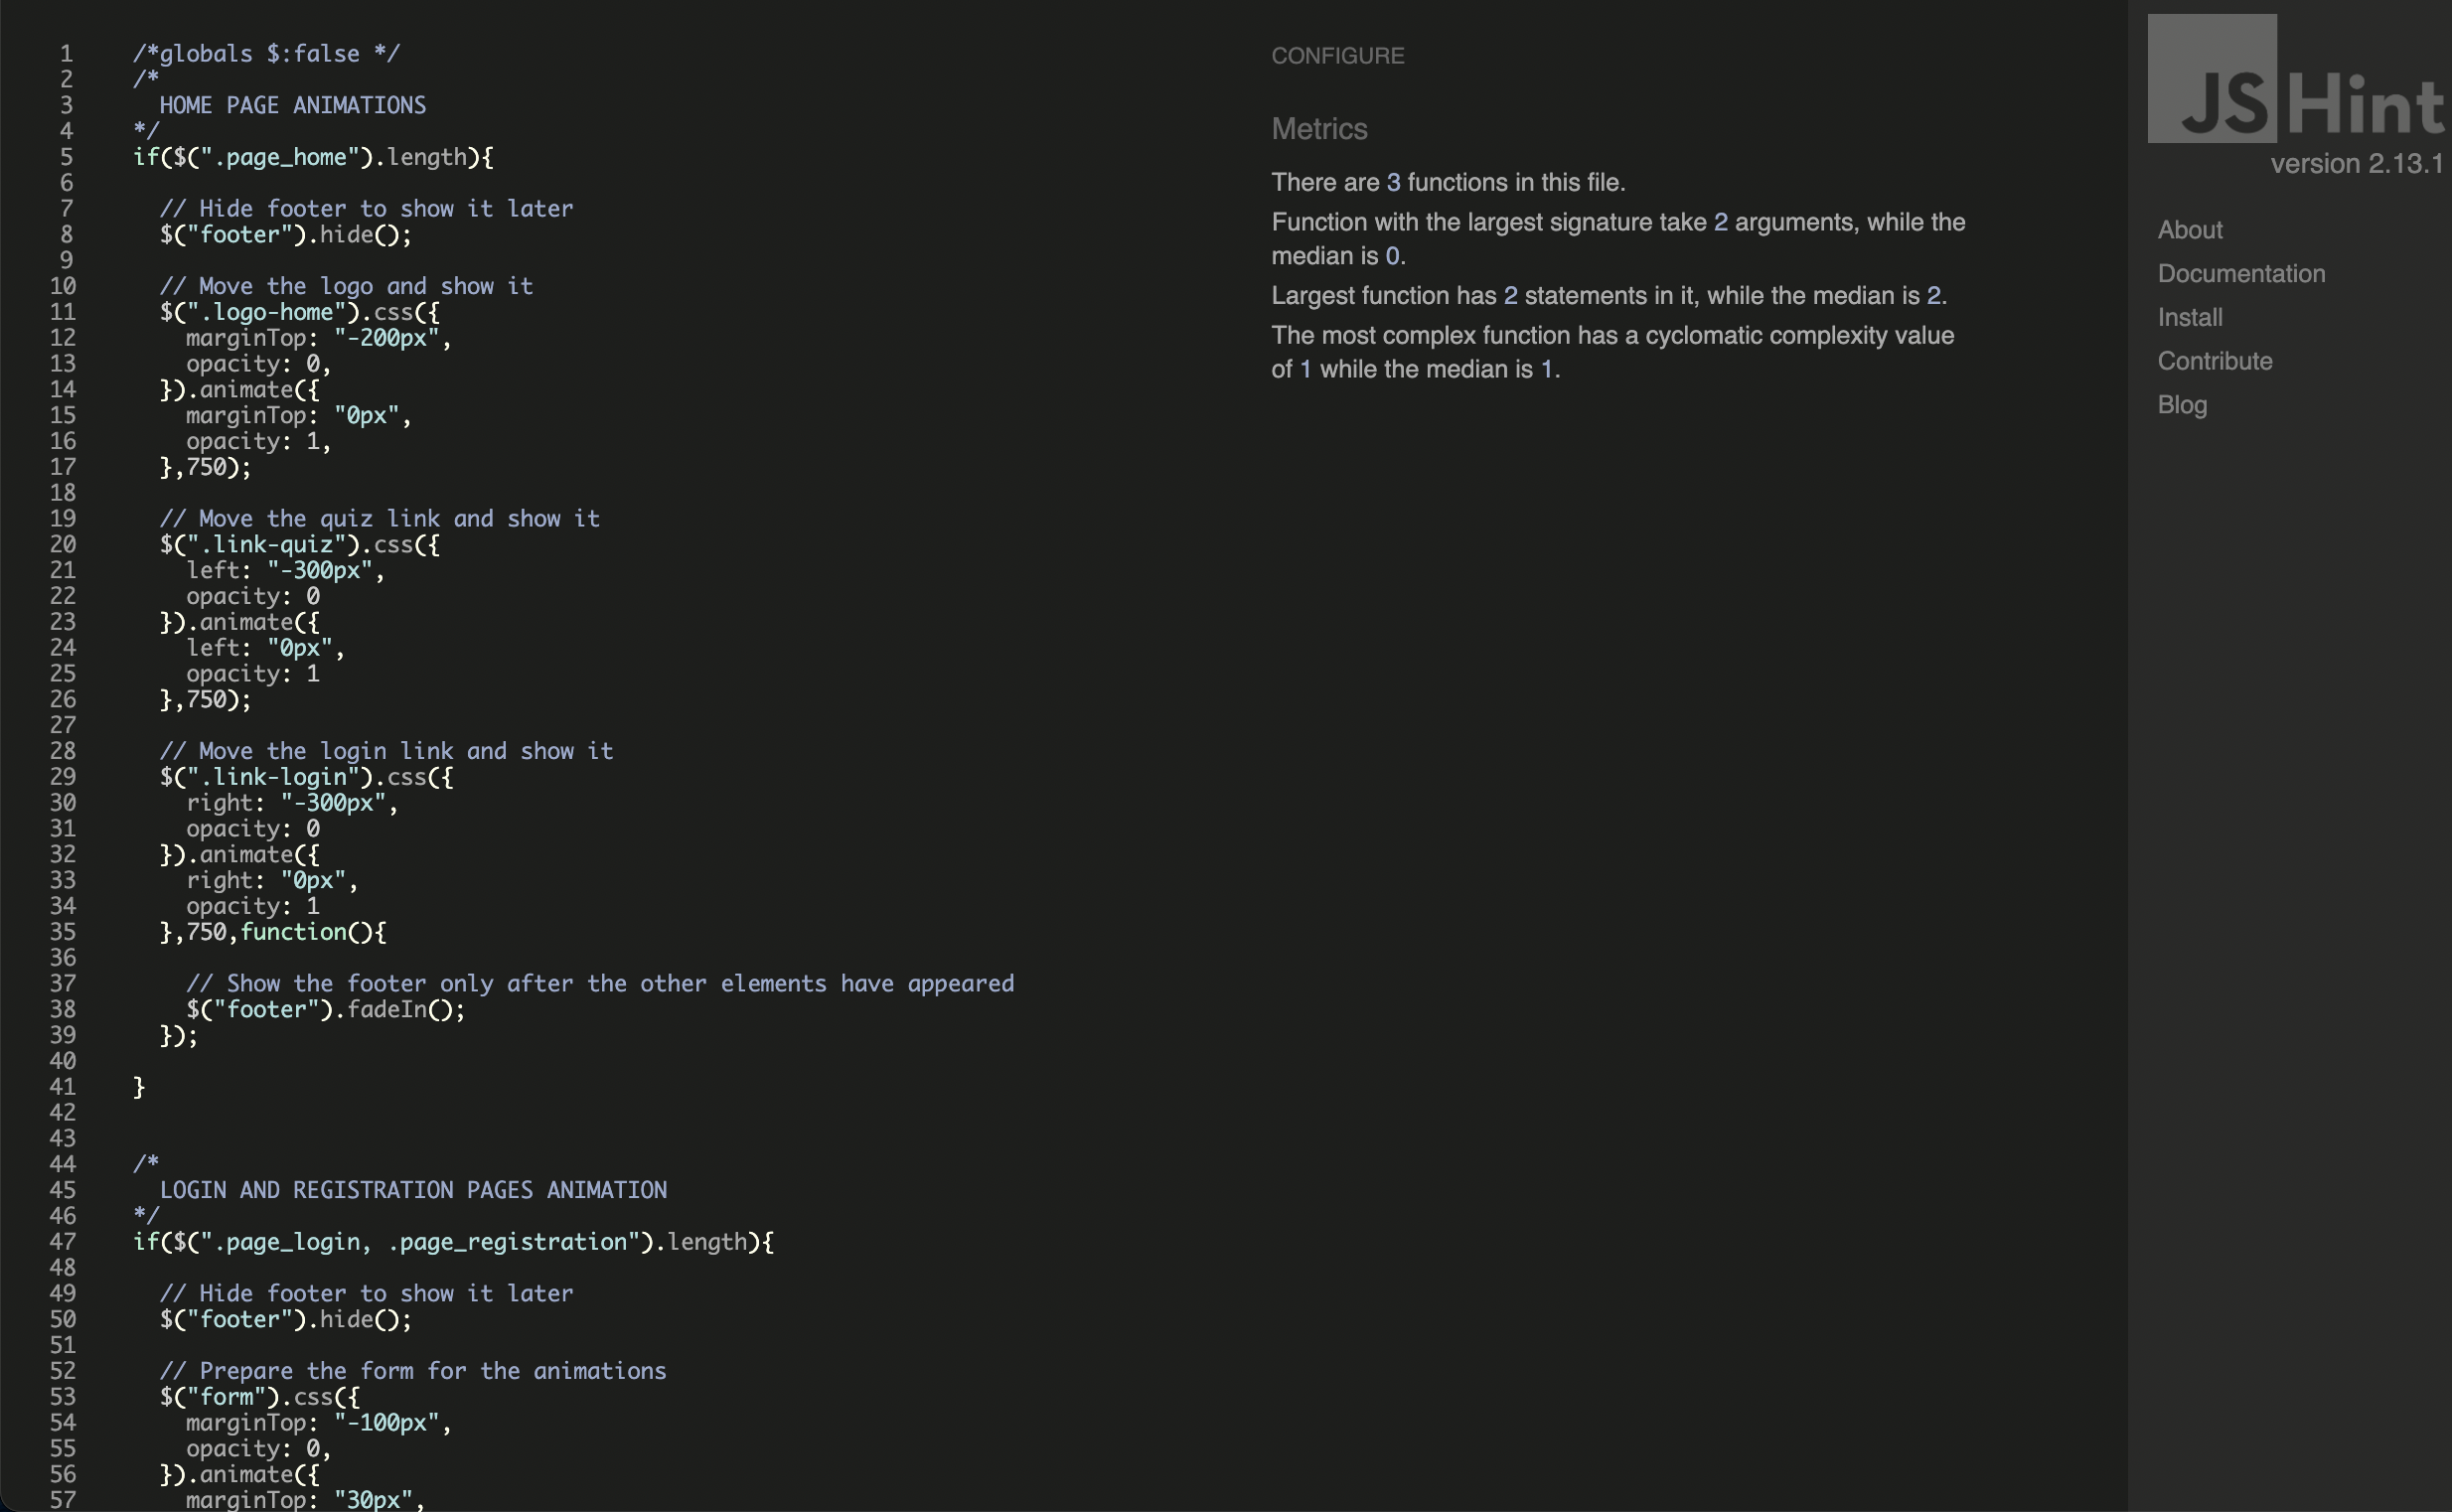 1 /*globals $:false */
2 /*
3 HOME PAGE ANIMATIONS
4 */
5 if($(".page_home").length){
6
7 // Hide footer to show it later
8 $("footer").hide();
9
10 // Move the logo and show it
11 $(".logo-home").css({
12 marginTop: "-200px",
13 opacity: 0,
14 }).animate({
15 marginTop: "0px",
16 opacity: 1,
17 },750);
18
19 // Move the quiz link and show it
20 $(".link-quiz").css({
21 left: "-300px",
22 opacity: 0
23 }).animate({
24 left: "0px",
25 opacity: 1
26 },750);
27
28 // Move the login link and show it
29 $(".link-login").css({
30 right: "-300px",
31 opacity: 0
32 }).animate({
33 right: "0px",
34 opacity: 1
35 },750,function(){
36
37 // Show the footer only after the other elements have appeared
38 $("footer").fadeIn();
39 });
40
41 }
42
43
44 /*
45 LOGIN AND REGISTRATION PAGES ANIMATION
46 */
47 if($(".page_login, .page_registration").length){
48
49 // Hide footer to show it later
50 $("footer").hide();
51
52 // Prepare the form for the animations
53 $("form").css({
54 marginTop: "-100px",
55 opacity: 0,
56 }).animate({
57 marginTop: "30px",
CONFIGURE
Metrics
There are 3 functions in this file.
Function with the largest signature take 2 arguments, while the
median is 0.
Largest function has 2 statements in it, while the median is 2.
The most complex function has a cyclomatic complexity value
of 1 while the median is 1.
JSHint
version 2.13.1
About
Documentation
Install
Contribute
Blog